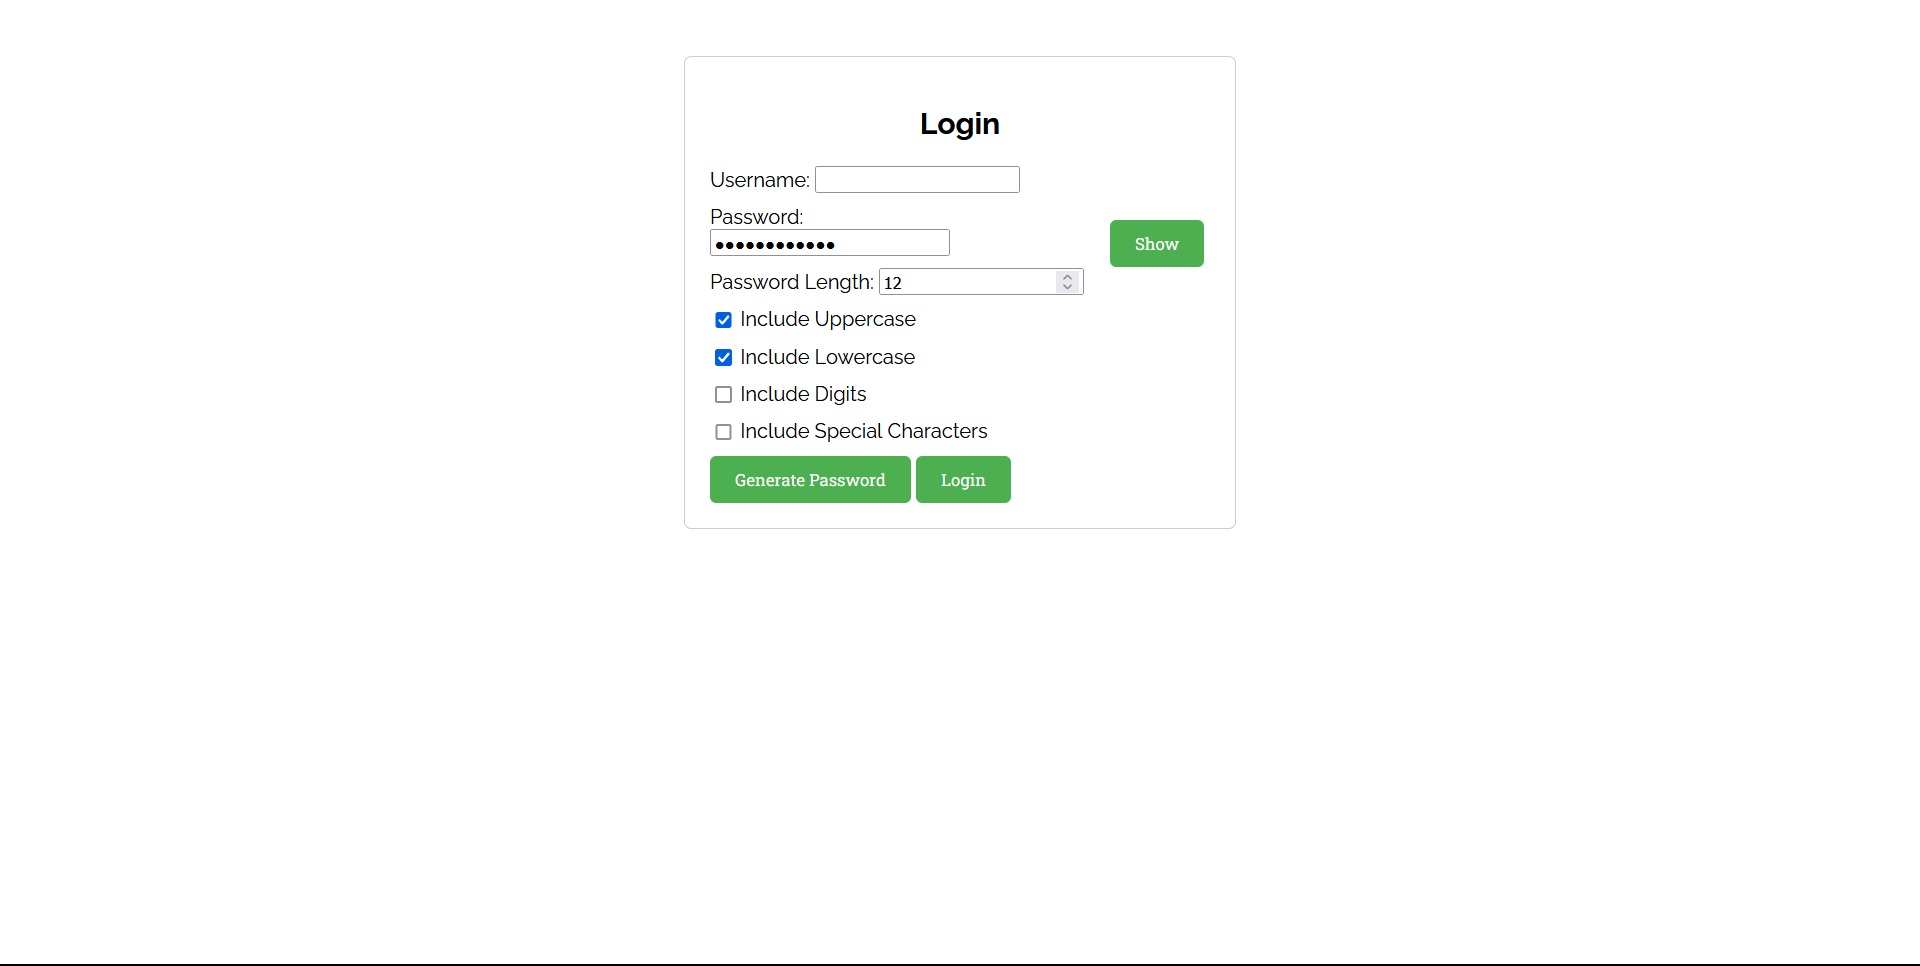 Login
Username:
Password:
●●●●●●●●●●●●
Show
Password Length: 12
Include Uppercase
Include Lowercase
Include Digits
Include Special Characters
Generate Password Login